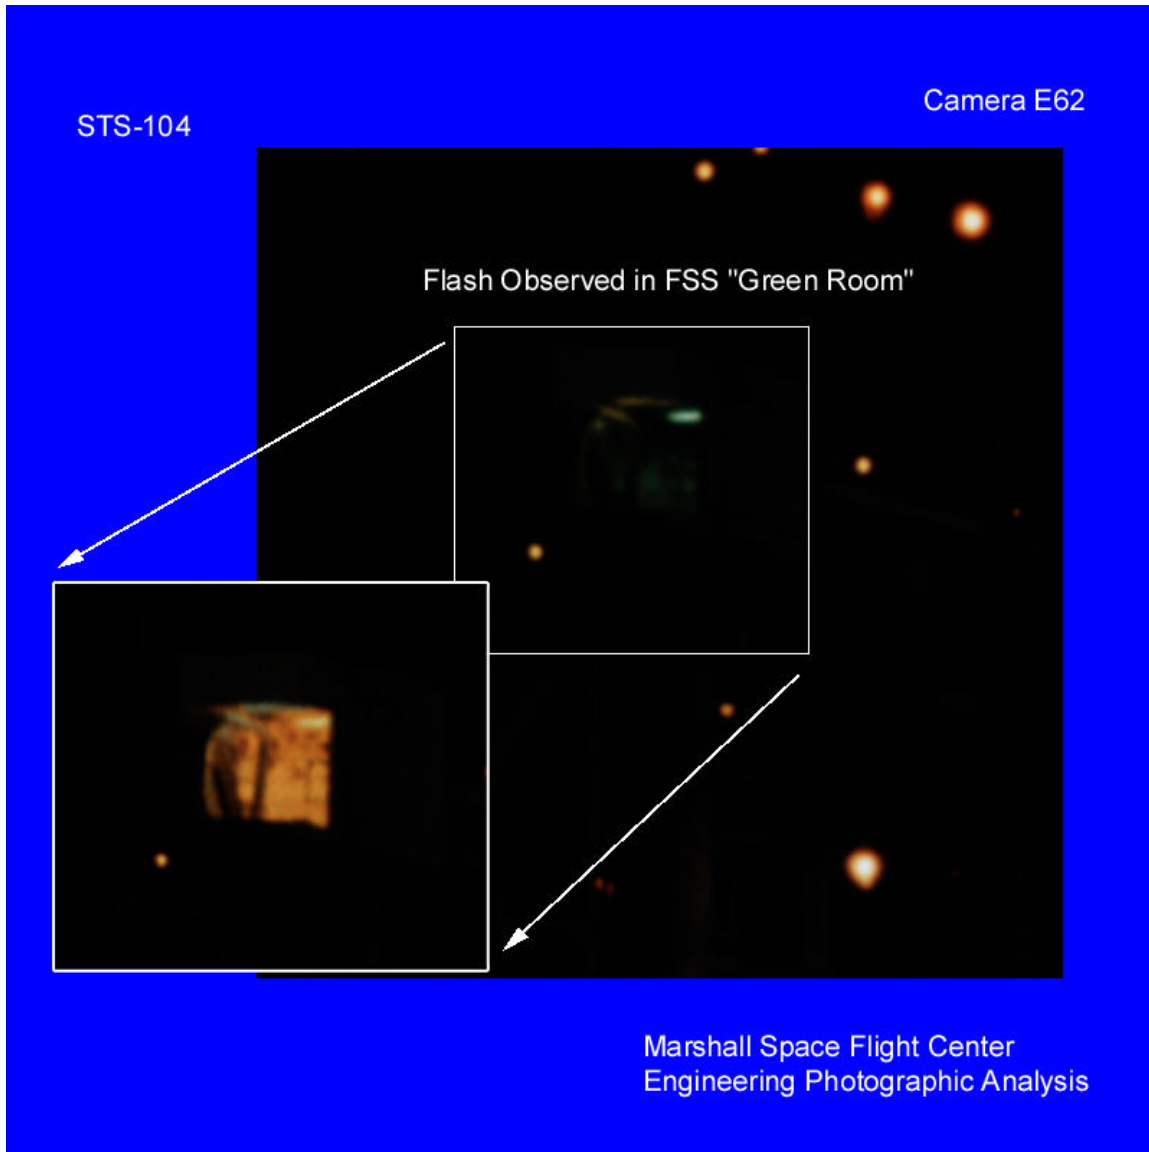 STS-104
Camera E62
Flash Observed in FSS "Green Room"
Marshall Space Flight Center
Engineering Photographic Analysis